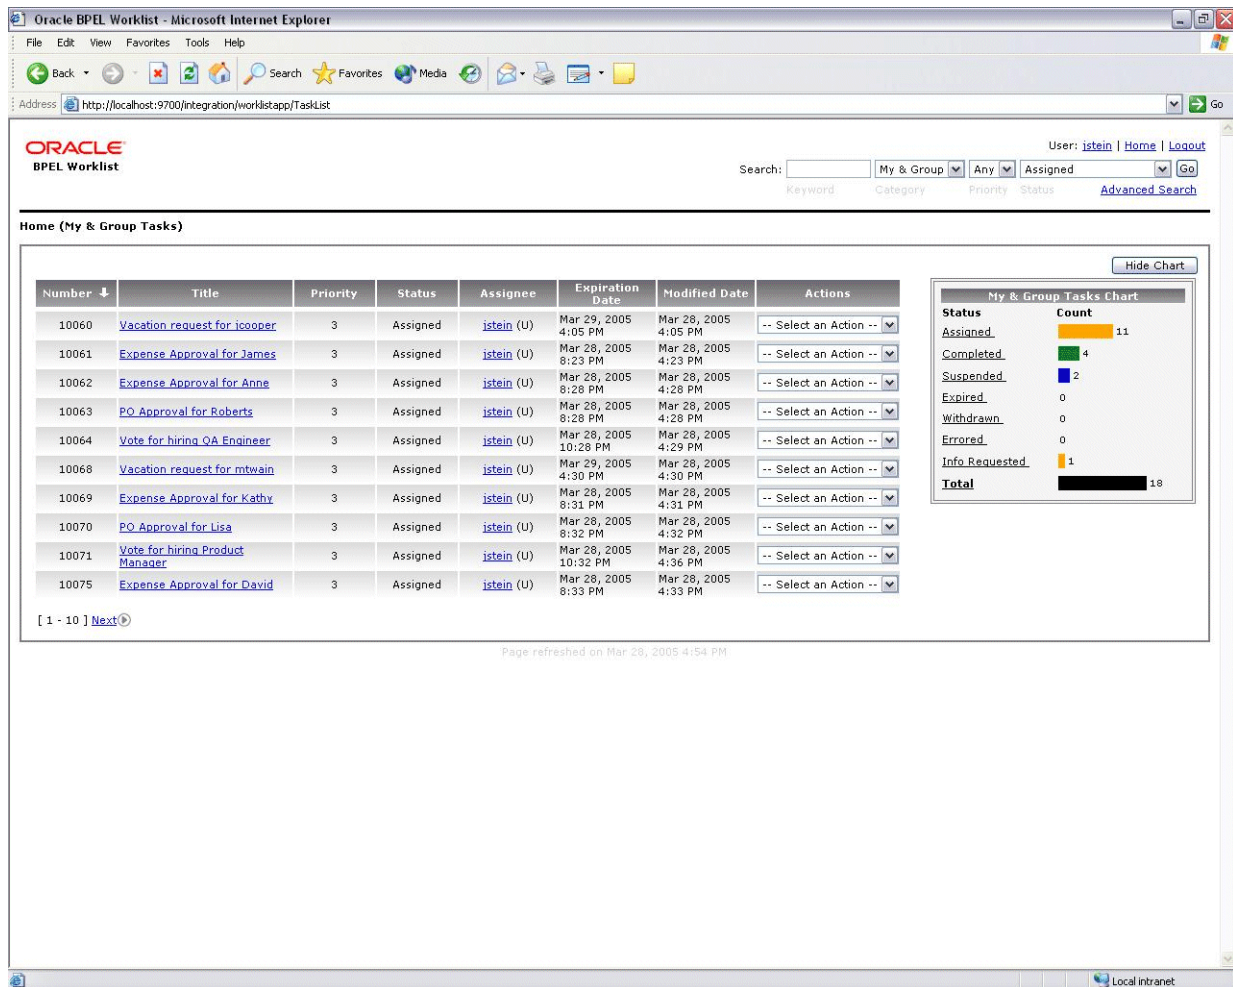 Oracle BPEL Worklist - Microsoft Internet Explorer
File Edit View Favorites Tools Help
Back Search Favorites Media
Address http://localhost:9700/integration/worklistapp/TaskList Go
ORACLE
BPEL Worklist
User: jstein | Home | Logout
Search: My & Group Any Assigned Go
Keyword Category Priority Status Advanced Search
Home (My & Group Tasks)
Hide Chart
Number Title Priority Status Assignee Expiration Date Modified Date Actions
10060 Vacation request for jcooper 3 Assigned jstein (U) Mar 29, 2005 4:05 PM Mar 28, 2005 4:05 PM -- Select an Action --
10061 Expense Approval for James 3 Assigned jstein (U) Mar 28, 2005 8:23 PM Mar 28, 2005 4:23 PM -- Select an Action --
10062 Expense Approval for Anne 3 Assigned jstein (U) Mar 28, 2005 8:28 PM Mar 28, 2005 4:28 PM -- Select an Action --
10063 PO Approval for Roberts 3 Assigned jstein (U) Mar 28, 2005 8:28 PM Mar 28, 2005 4:28 PM -- Select an Action --
10064 Vote for hiring QA Engineer 3 Assigned jstein (U) Mar 28, 2005 10:28 PM Mar 28, 2005 4:29 PM -- Select an Action --
10068 Vacation request for mtwain 3 Assigned jstein (U) Mar 29, 2005 4:30 PM Mar 28, 2005 4:30 PM -- Select an Action --
10069 Expense Approval for Kathy 3 Assigned jstein (U) Mar 28, 2005 8:31 PM Mar 28, 2005 4:31 PM -- Select an Action --
10070 PO Approval for Lisa 3 Assigned jstein (U) Mar 28, 2005 8:32 PM Mar 28, 2005 4:32 PM -- Select an Action --
10071 Vote for hiring Product Manager 3 Assigned jstein (U) Mar 28, 2005 10:32 PM Mar 28, 2005 4:36 PM -- Select an Action --
10075 Expense Approval for David 3 Assigned jstein (U) Mar 28, 2005 8:33 PM Mar 28, 2005 4:33 PM -- Select an Action --
[ 1 - 10 ] Next
My & Group Tasks Chart
Status Count
Assigned 11
Completed 4
Suspended 2
Expired 0
Withdrawn 0
Errored 0
Info Requested 1
Total 18
Page refreshed on Mar 28, 2005 4:54 PM
Local intranet